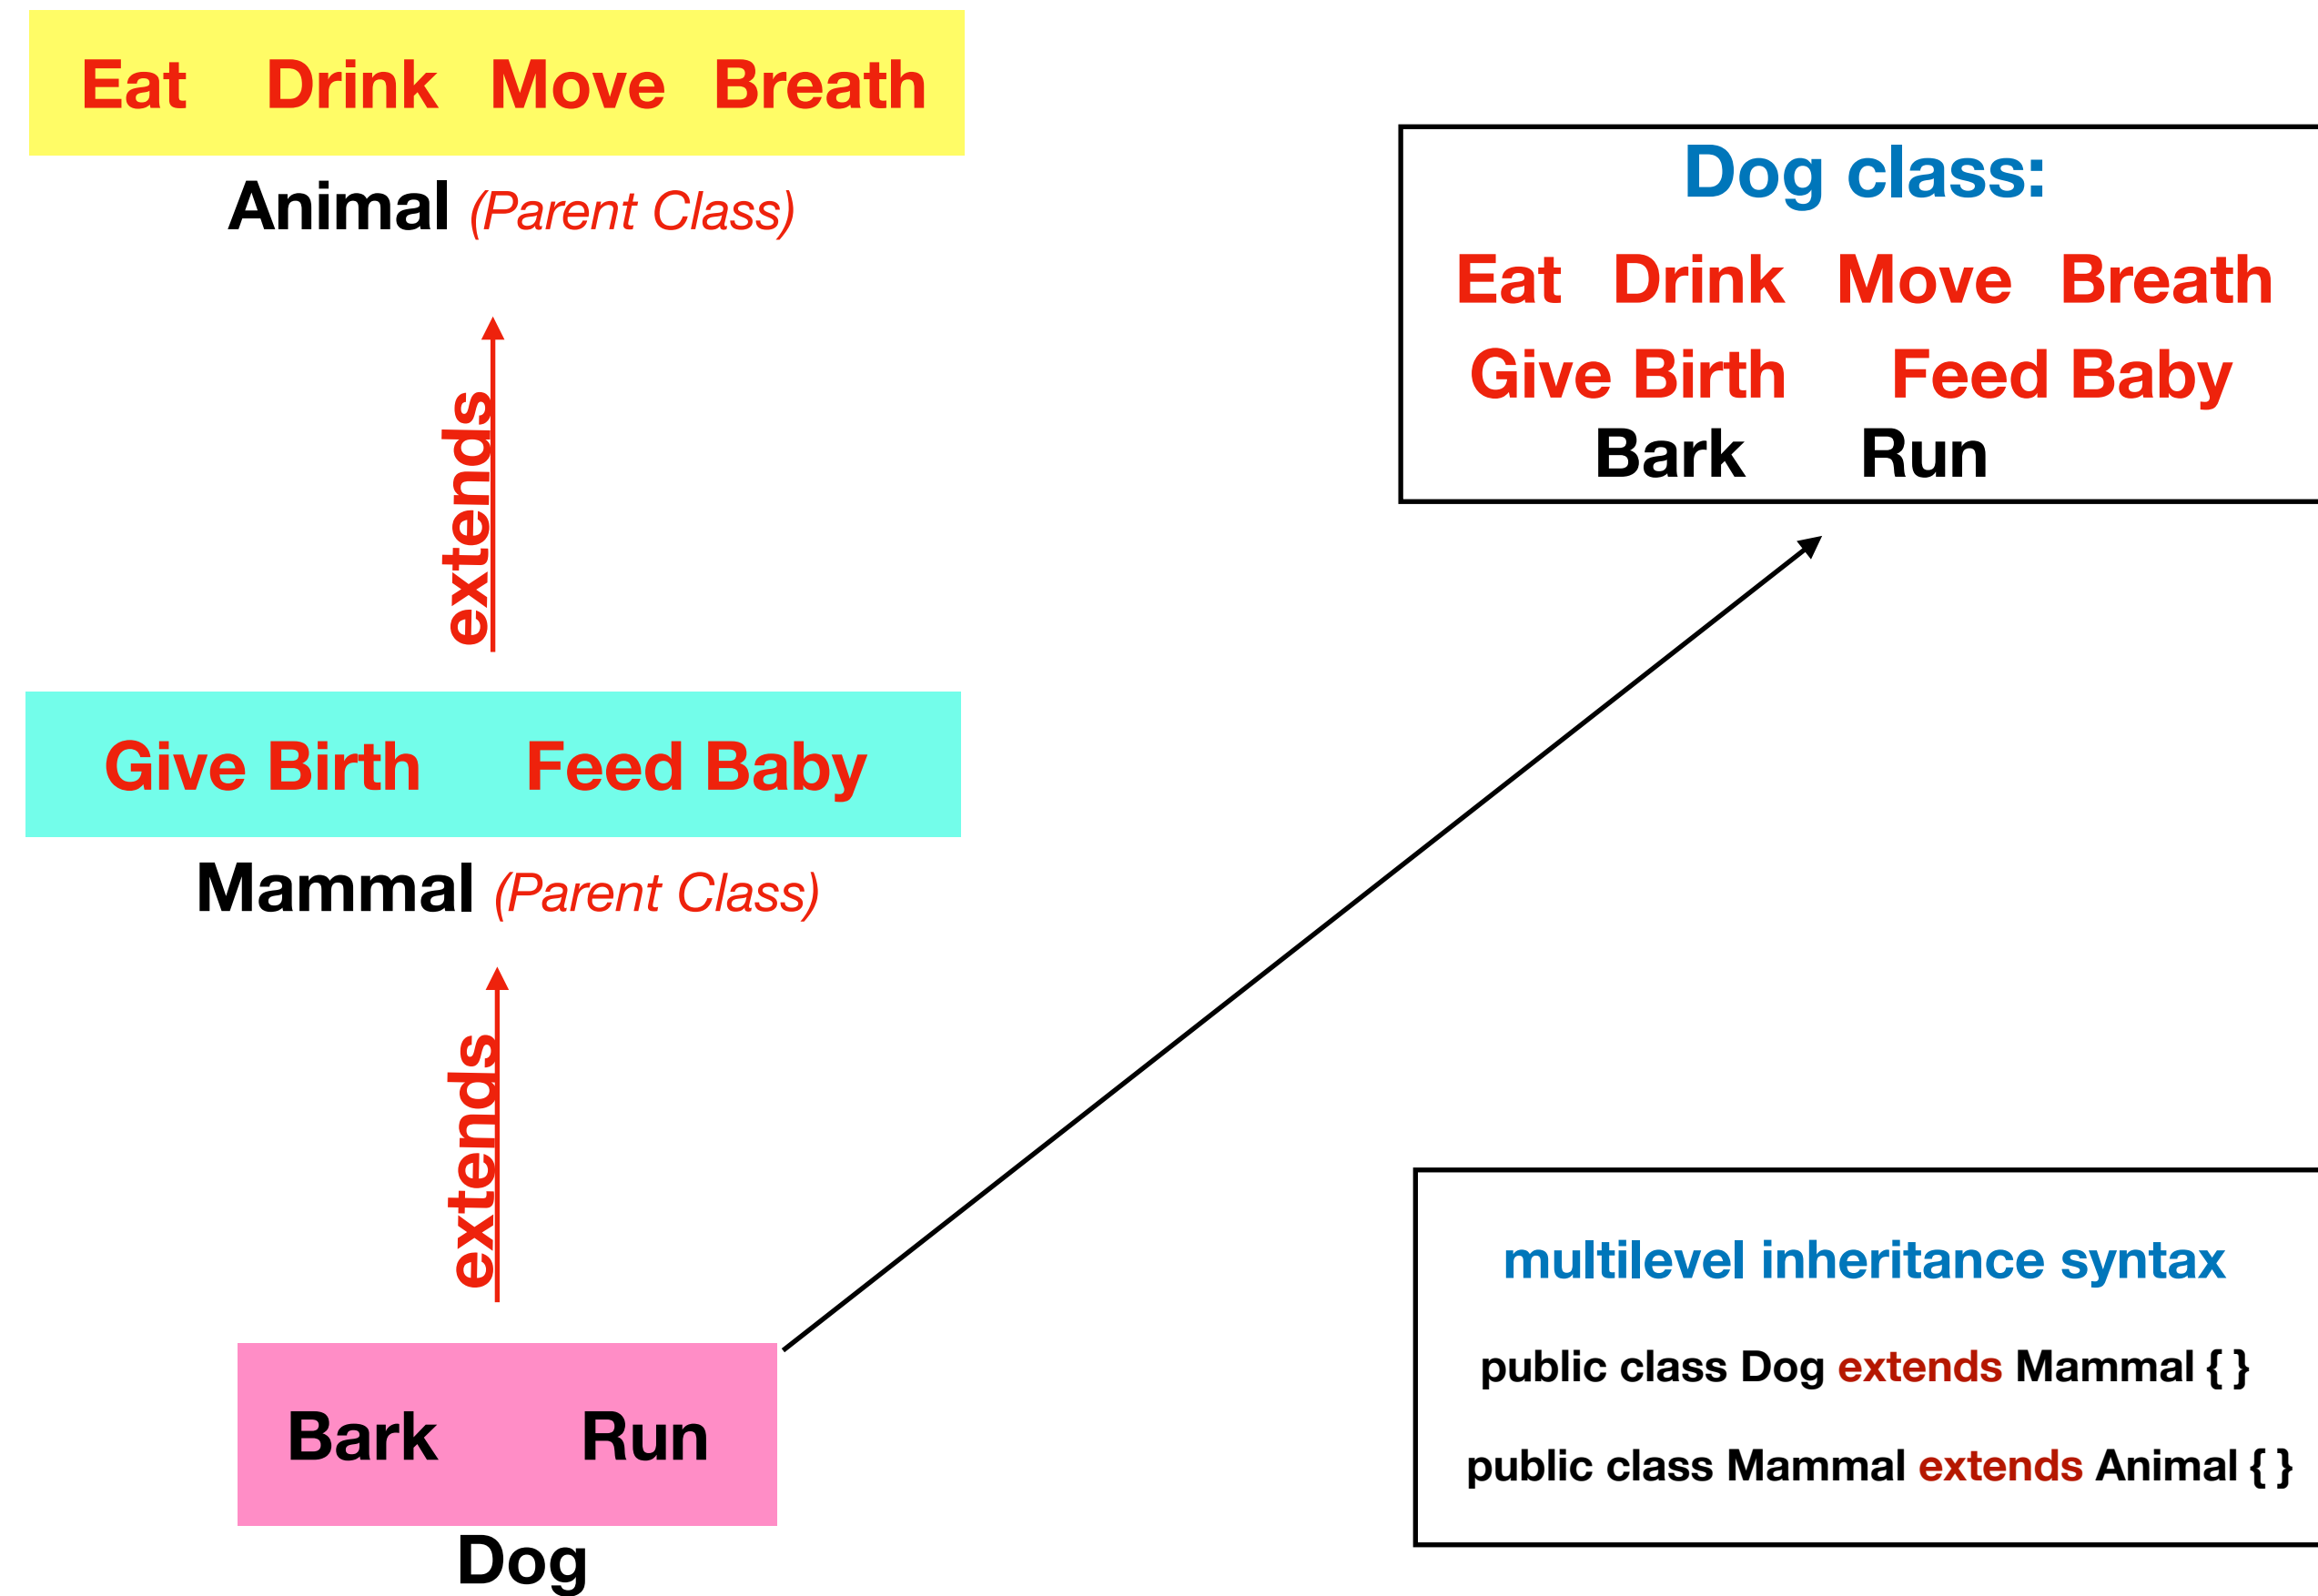 Eat Drink Move Breath
Animal (Parent Class)
extends
Give Birth Feed Baby
Mammal (Parent Class)
extends
Bark Run
Dog
Dog class:
Eat Drink Move Breath
Give Birth Feed Baby
Bark Run
multilevel inheritance syntax
public class Dog extends Mammal { }
public class Mammal extends Animal { }